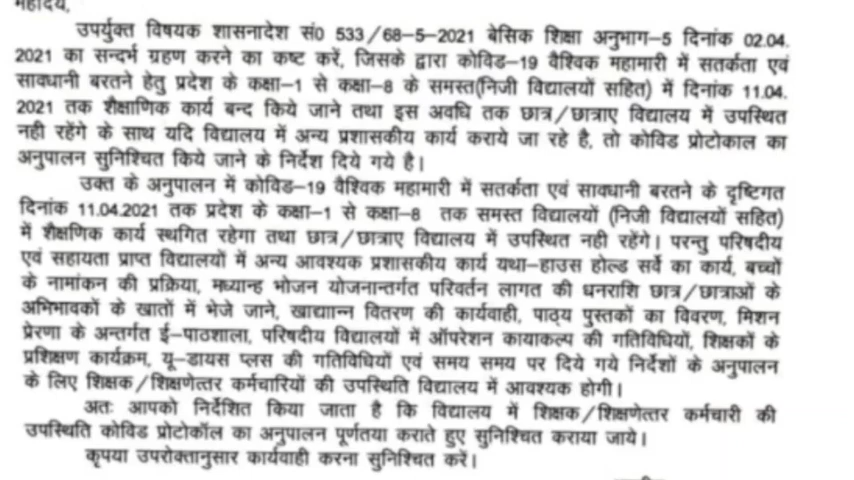 महोदय,
उपर्युक्त विषयक शासनादेश सं0 533/68-5-2021 बेसिक शिक्षा अनुभाग-5 दिनांक 02.04.
2021 का सन्दर्भ ग्रहण करने का कष्ट करें, जिसके द्वारा कोविड-19 वैश्विक महामारी में सतर्कता एवं
सावधानी बरतने हेतु प्रदेश के कक्षा-1 से कक्षा-8 के समस्त(निजी विद्यालयों सहित) में दिनांक 11.04.
2021 तक शैक्षाणिक कार्य बन्द किये जाने तथा इस अवधि तक छात्र/छात्राए विद्यालय में उपस्थित
नही रहेंगे के साथ यदि विद्यालय में अन्य प्रशासकीय कार्य कराये जा रहे है, तो कोविड प्रोटोकाल का
अनुपालन सुनिश्चित किये जाने के निर्देश दिये गये है।
उक्त के अनुपालन में कोविड-19 वैश्विक महामारी में सतर्कता एवं सावधानी बरतने के दृष्टिगत
दिनांक 11.04.2021 तक प्रदेश के कक्षा-1 से कक्षा-8 तक समस्त विद्यालयों (निजी विद्यालयों सहित)
में शैक्षणिक कार्य स्थगित रहेगा तथा छात्र/छात्राए विद्यालय में उपस्थित नही रहेंगे। परन्तु परिषदीय
एवं सहायता प्राप्त विद्यालयों में अन्य आवश्यक प्रशासकीय कार्य यथा-हाउस होल्ड सर्वे का कार्य, बच्चों
के नामांकन की प्रक्रिया, मध्यान्ह भोजन योजनान्तर्गत परिवर्तन लागत की धनराशि छात्र/छात्राओं के
अभिभावकों के खातों में भेजे जाने, खाद्यान्न वितरण की कार्यवाही, पाठ्य पुस्तकों का विवरण, मिशन
प्रेरणा के अन्तर्गत ई-पाठशाला, परिषदीय विद्यालयों में ऑपरेशन कायाकल्प की गतिविधियों, शिक्षकों के
प्रशिक्षण कार्यक्रम, यू-डायस प्लस की गतिविधियों एवं समय समय पर दिये गये निर्देशों के अनुपालन
के लिए शिक्षक/शिक्षणेत्तर कर्मचारियों की उपस्थिति विद्यालय में आवश्यक होगी।
अतः आपको निर्देशित किया जाता है कि विद्यालय में शिक्षक/शिक्षणेत्तर कर्मचारी की
उपस्थिति कोविड प्रोटोकॉल का अनुपालन पूर्णतया कराते हुए सुनिश्चित कराया जाये।
कृपया उपरोक्तानुसार कार्यवाही करना सुनिश्चित करें।